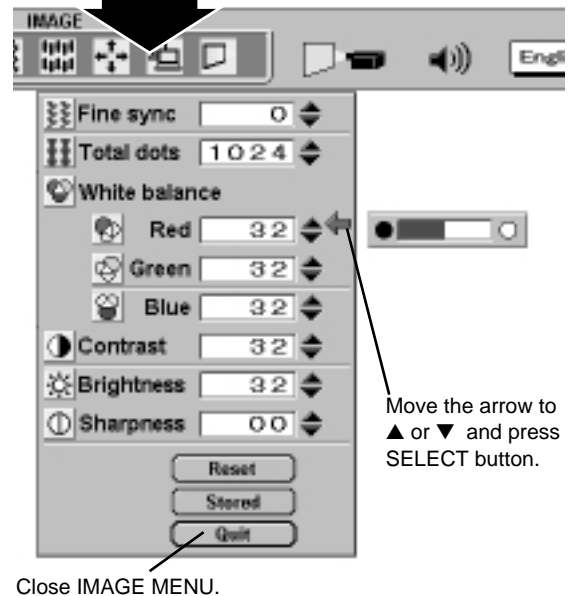 IMAGE
Engli
Fine sync 0
Total dots 1024
White balance
Red 32
Green 32
Blue 32
Contrast 32
Brightness 32
Sharpness 00
Move the arrow to
▲ or ▼ and press
SELECT button.
Reset
Stored
Quit
Close IMAGE MENU.